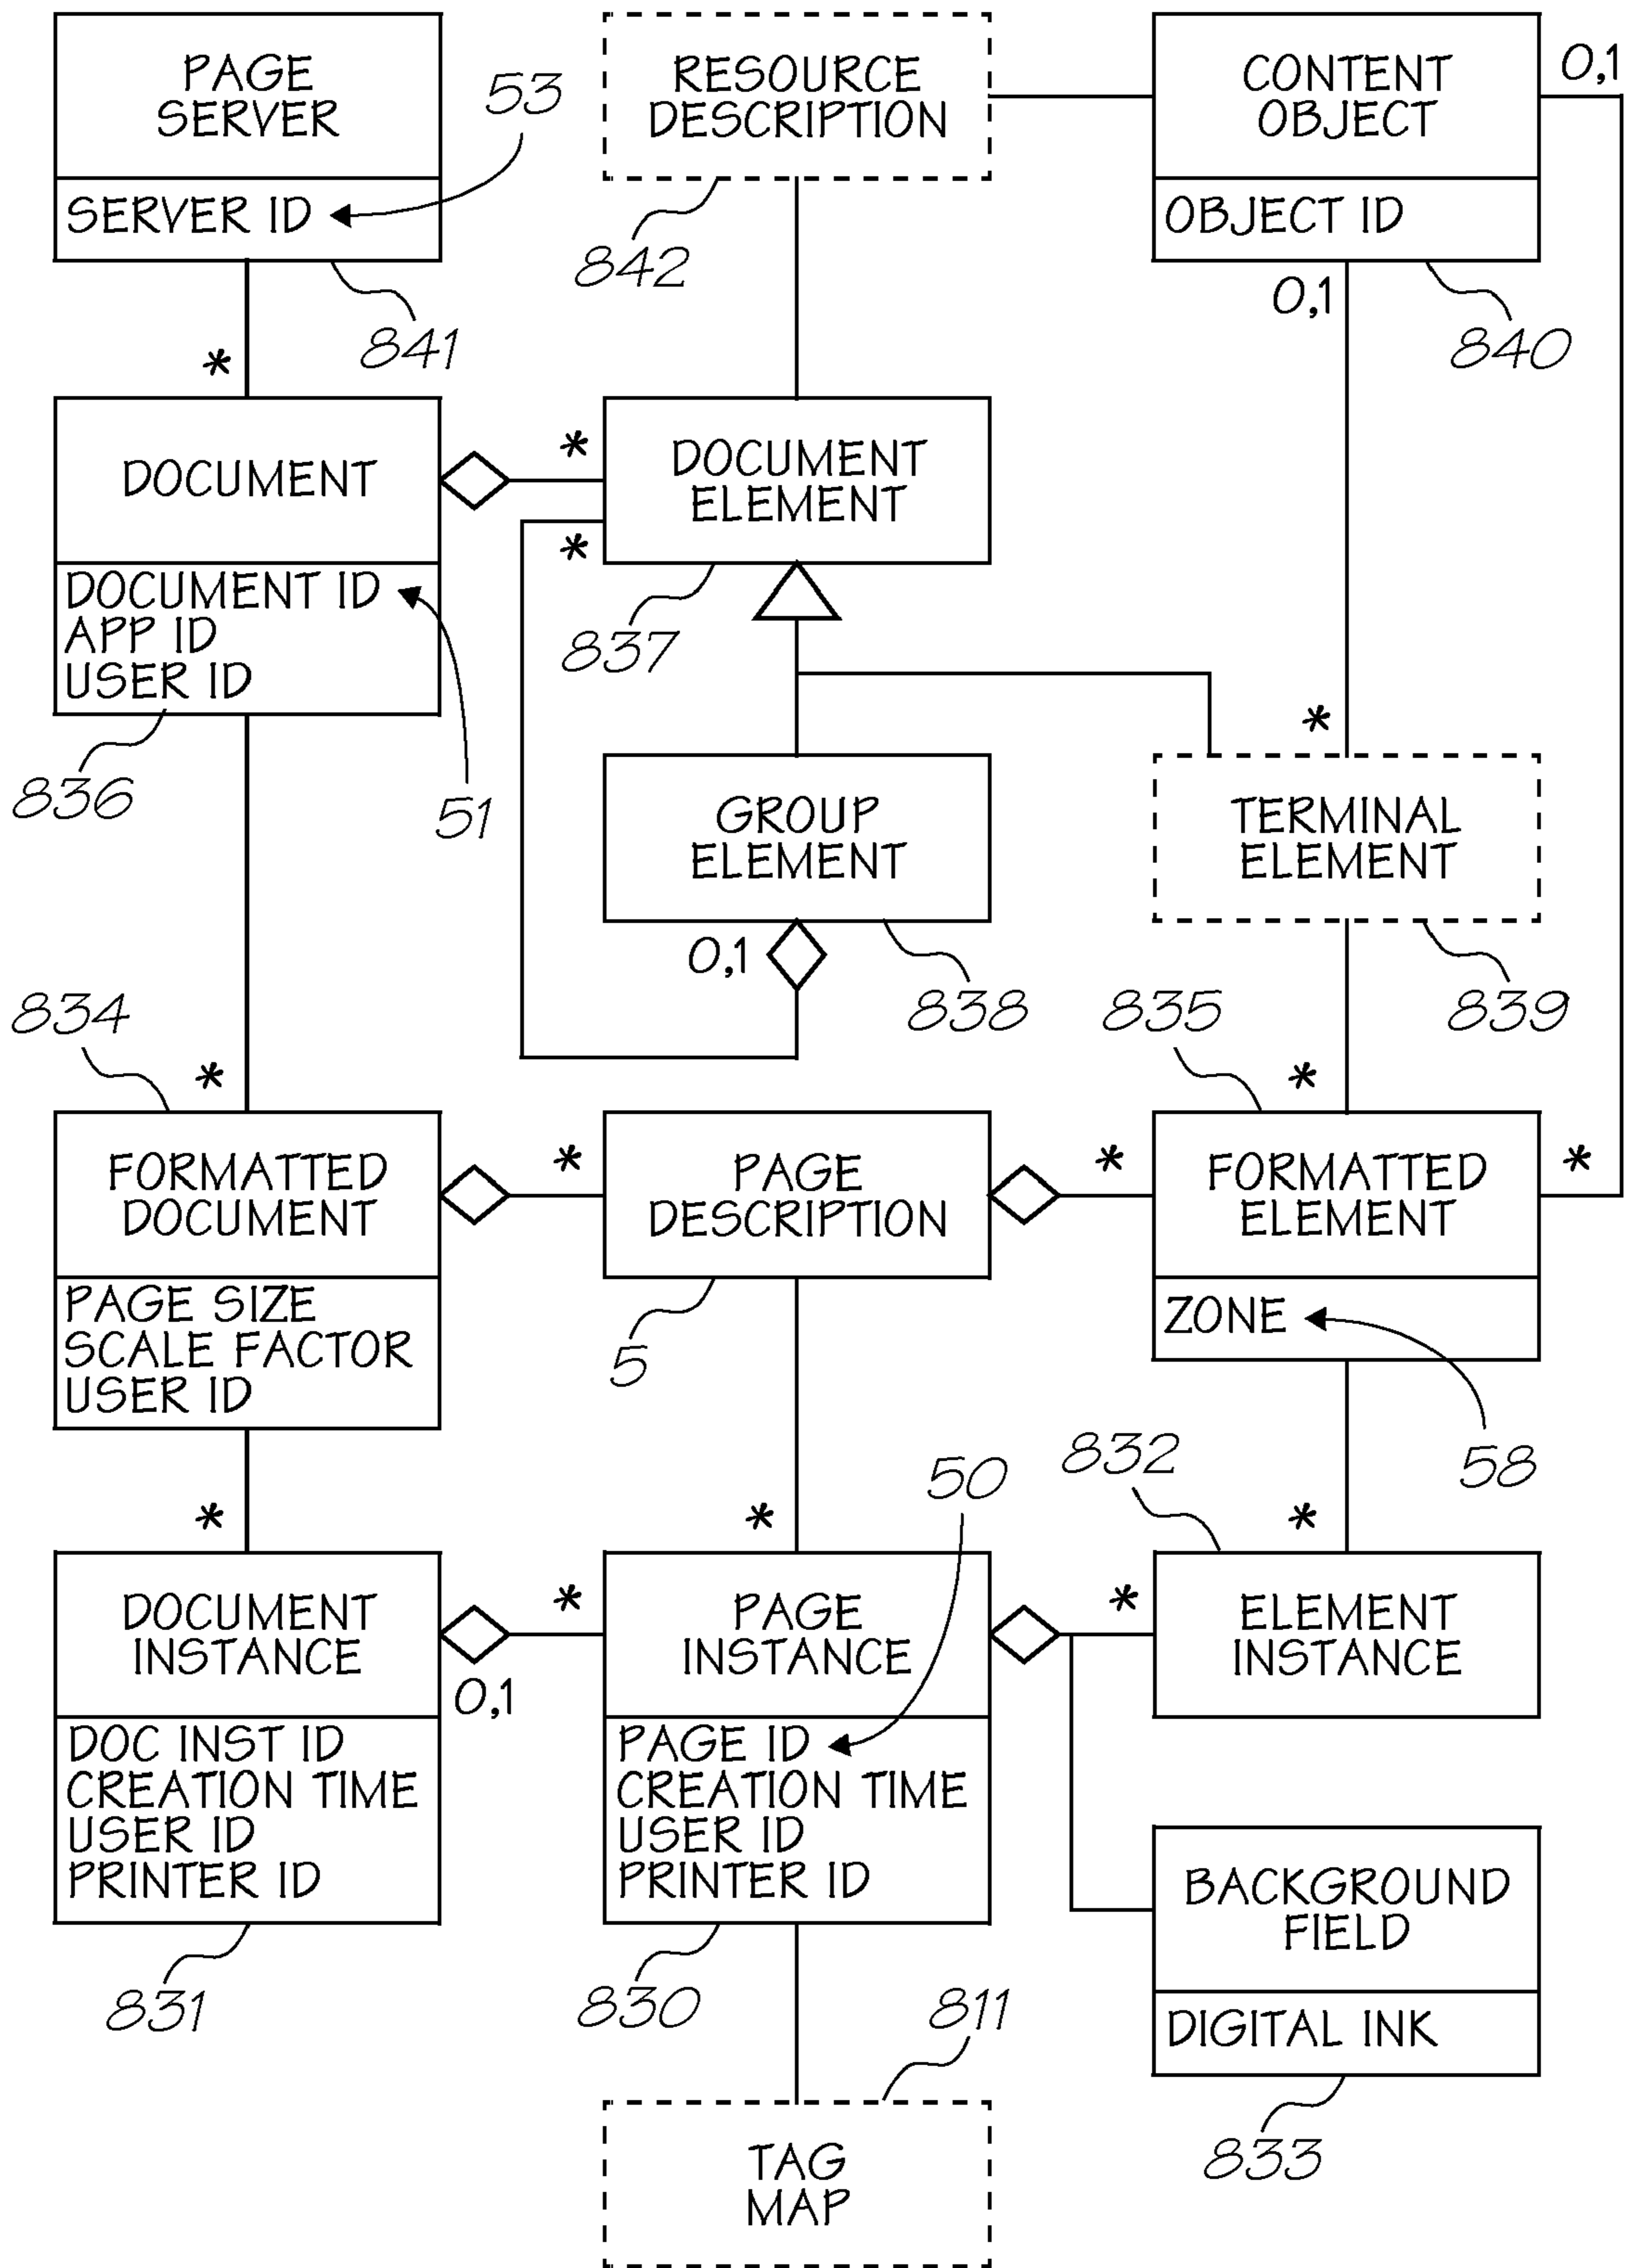 PAGE
SERVER
SERVER ID
53
841
RESOURCE
DESCRIPTION
842
CONTENT
OBJECT
OBJECT ID
0,1
0,1
840
*
DOCUMENT
DOCUMENT ID
APP ID
USER ID
836
51
*
DOCUMENT
ELEMENT
*
837
GROUP
ELEMENT
0,1
838
*
TERMINAL
ELEMENT
839
834
*
FORMATTED
DOCUMENT
PAGE SIZE
SCALE FACTOR
USER ID
*
PAGE
DESCRIPTION
5
835
*
*
FORMATTED
ELEMENT
*
ZONE
58
*
DOCUMENT
INSTANCE
DOC INST ID
CREATION TIME
USER ID
PRINTER ID
831
0,1
*
*
50
PAGE
INSTANCE
PAGE ID
CREATION TIME
USER ID
PRINTER ID
830
832
*
*
ELEMENT
INSTANCE
BACKGROUND
FIELD
DIGITAL INK
833
811
TAG
MAP